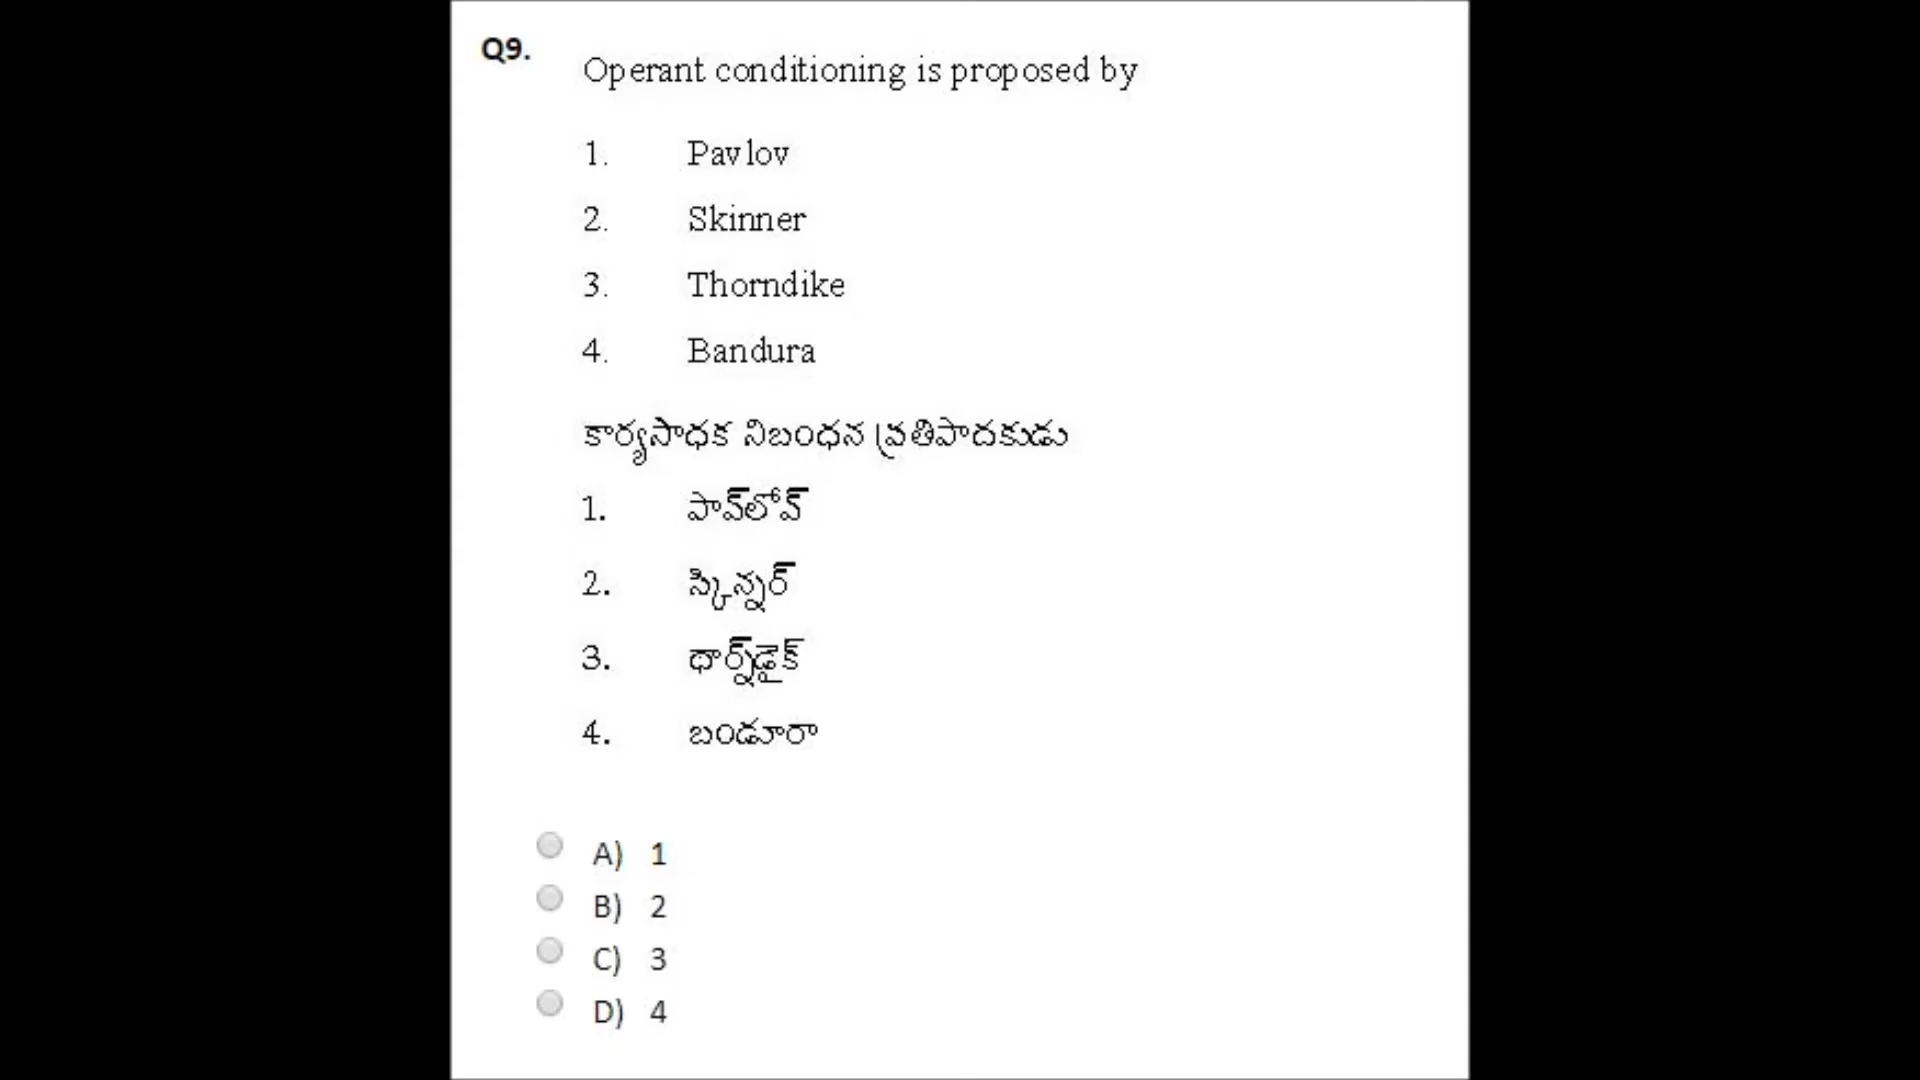 Q9.
Operant conditioning is proposed by
1. Pavlov
2. Skinner
3. Thorndike
4. Bandura
కార్యసాధక నిబంధన ప్రతిపాదకుడు
1. పావ్‌లోవ్
2. స్కిన్నర్
3. థార్న్‌డైక్
4. బండూరా
A) 1
B) 2
C) 3
D) 4